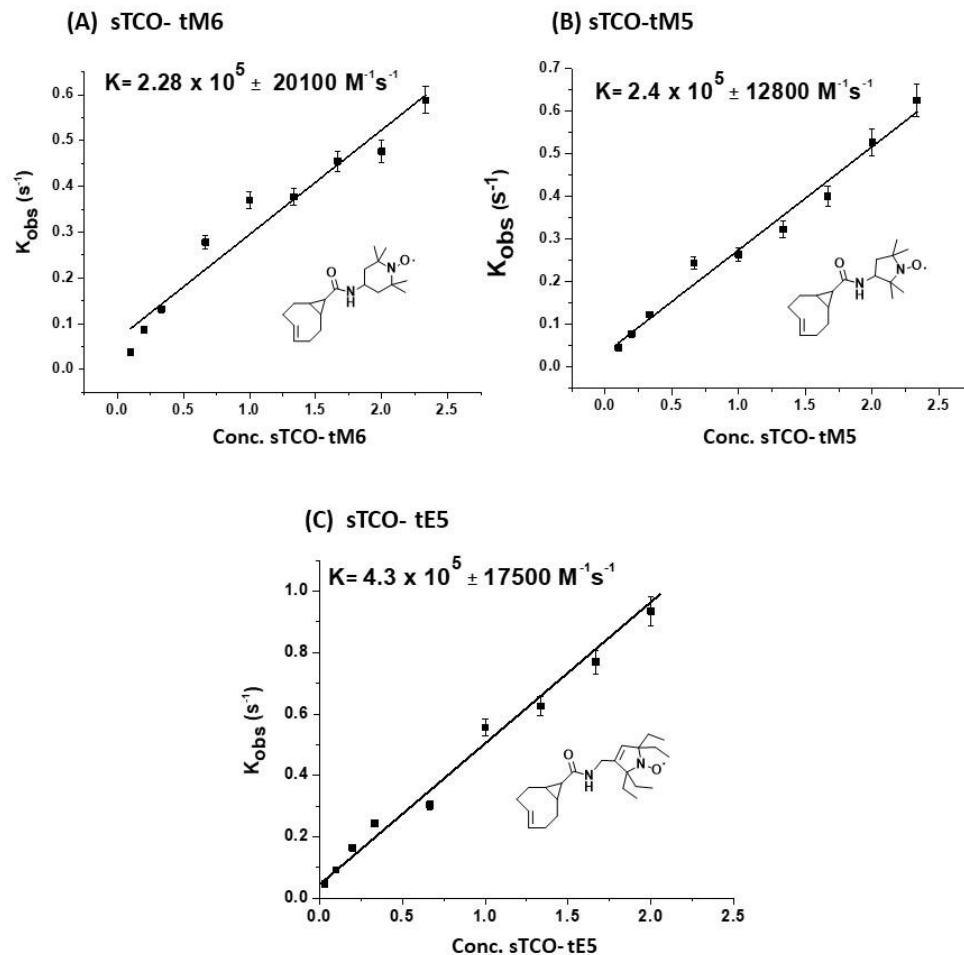 (A) sTCO- tM6
K= 2.28 x 10^5 ± 20100 M^-1s^-1
0.6
0.5
0.4
0.3
0.2
0.1
0.0
Kobs (s^-1)
O
N
H
N
O·
0.0 0.5 1.0 1.5 2.0 2.5
Conc. sTCO- tM6
(B) sTCO-tM5
K= 2.4 x 10^5 ± 12800 M^-1s^-1
0.7
0.6
0.5
0.4
0.3
0.2
0.1
0.0
Kobs (s^-1)
O
N
H
N
O·
0.0 0.5 1.0 1.5 2.0 2.5
Conc. sTCO-tM5
(C) sTCO- tE5
K= 4.3 x 10^5 ± 17500 M^-1s^-1
1.0
0.8
0.6
0.4
0.2
0.0
Kobs (s^-1)
O
N
H
N
O·
0.0 0.5 1.0 1.5 2.0 2.5
Conc. sTCO-tE5